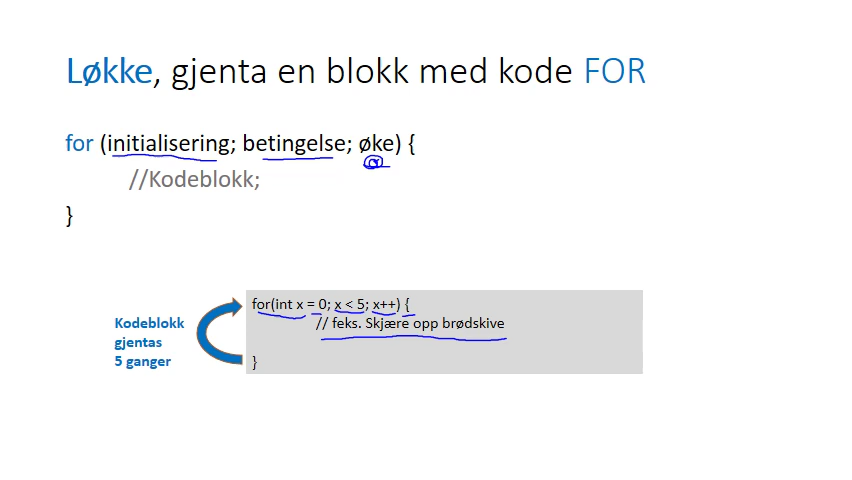 Løkke, gjenta en blokk med kode FOR
for (initialisering; betingelse; øke) {
//Kodeblokk;
}
Kodeblokk
gjentas
5 ganger
for(int x = 0; x < 5; x++) {
// feks. Skjære opp brødskive
}